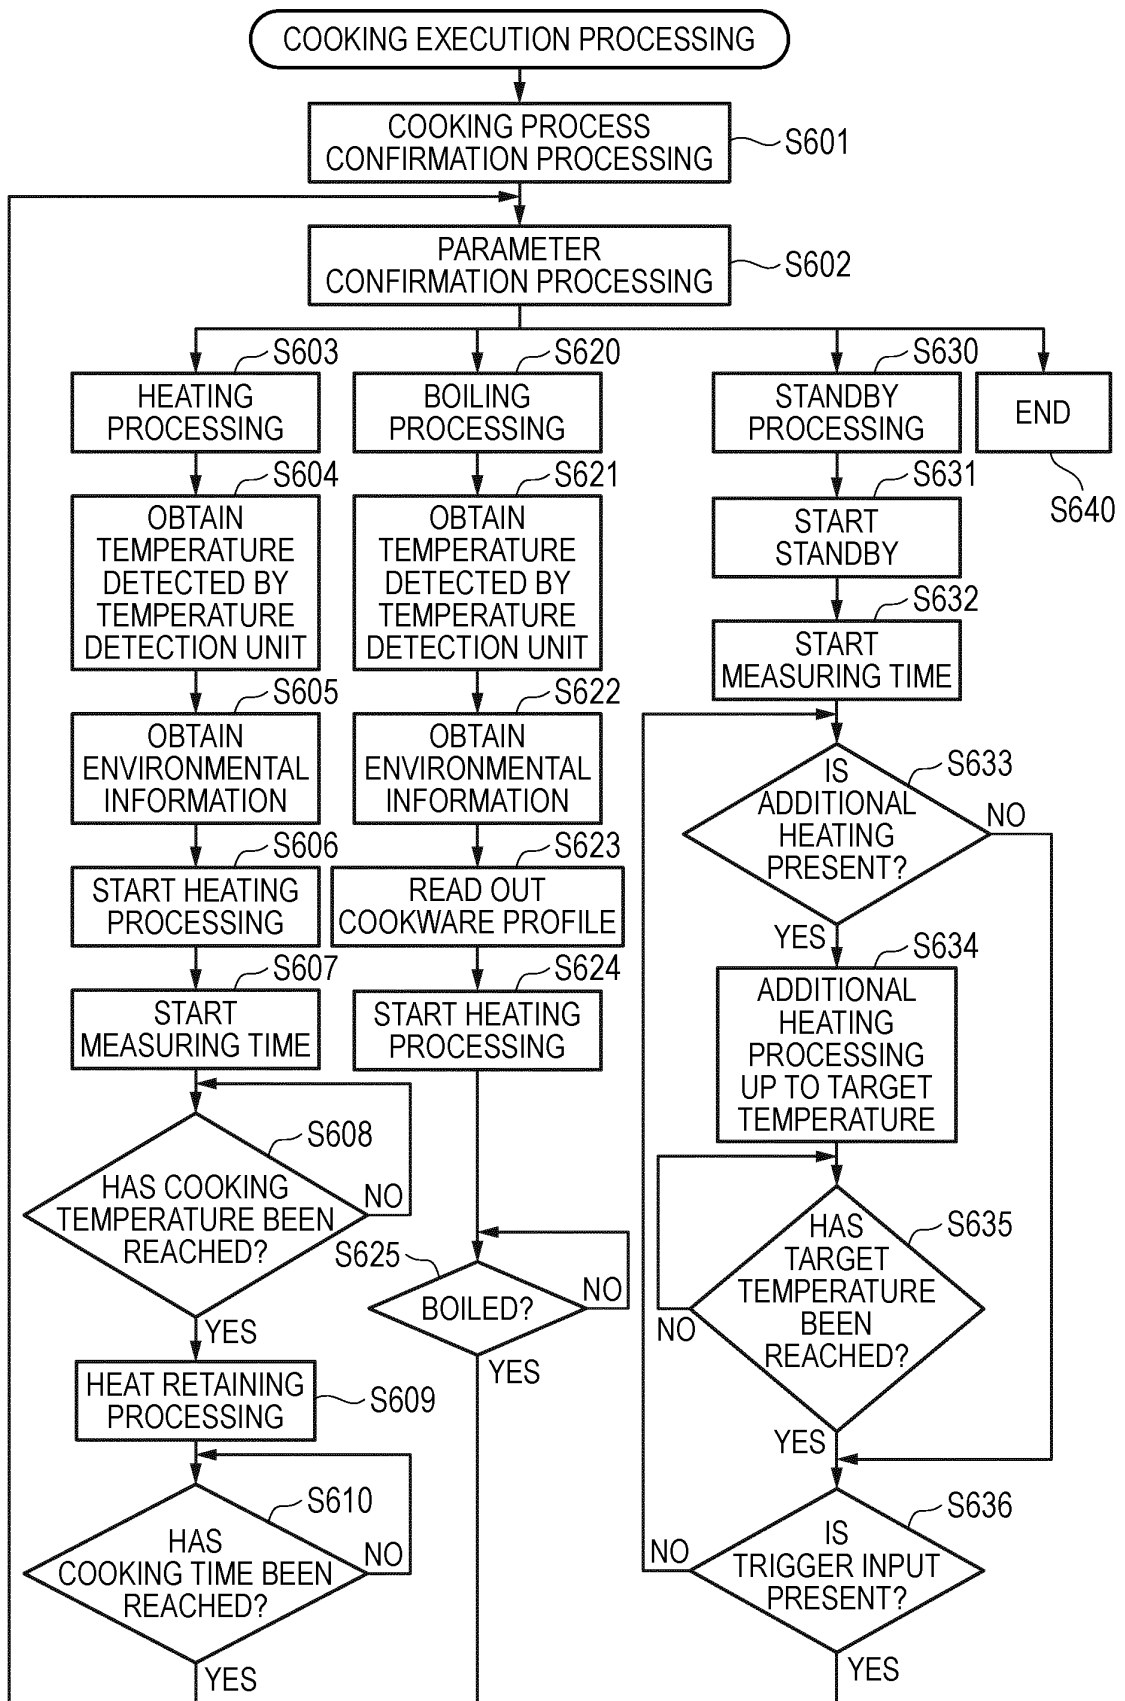 COOKING EXECUTION PROCESSING
COOKING PROCESS
CONFIRMATION PROCESSING
S601
PARAMETER
CONFIRMATION PROCESSING
S602
S603
HEATING
PROCESSING
S604
OBTAIN
TEMPERATURE
DETECTED BY
TEMPERATURE
DETECTION UNIT
S605
OBTAIN
ENVIRONMENTAL
INFORMATION
S606
START HEATING
PROCESSING
S607
START
MEASURING TIME
S608
HAS COOKING
TEMPERATURE BEEN
REACHED?
NO
YES
HEAT RETAINING
PROCESSING
S609
S610
HAS
COOKING TIME BEEN
REACHED?
NO
YES
S620
BOILING
PROCESSING
S621
OBTAIN
TEMPERATURE
DETECTED BY
TEMPERATURE
DETECTION UNIT
S622
OBTAIN
ENVIRONMENTAL
INFORMATION
S623
READ OUT
COOKWARE PROFILE
S624
START HEATING
PROCESSING
S625
BOILED?
NO
YES
S630
STANDBY
PROCESSING
S631
START
STANDBY
S632
START
MEASURING TIME
S633
IS
ADDITIONAL
HEATING
PRESENT?
NO
YES
S634
ADDITIONAL
HEATING
PROCESSING
UP TO TARGET
TEMPERATURE
S635
HAS
TARGET
TEMPERATURE
BEEN
REACHED?
NO
YES
S636
IS
TRIGGER INPUT
PRESENT?
NO
YES
END
S640